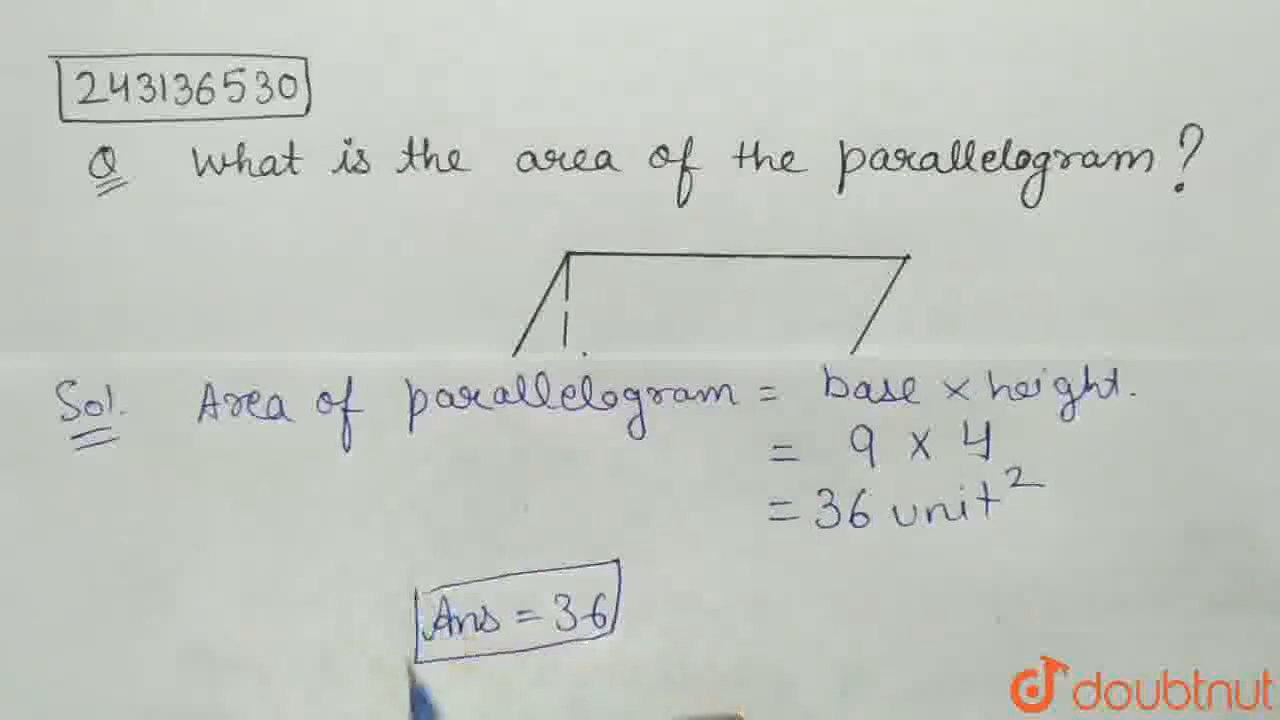 243136530
Q What is the area of the parallelogram?
Sol. Area of parallelogram = base × height.
= 9 × 4
= 36 unit²
Ans = 36
doubtnut